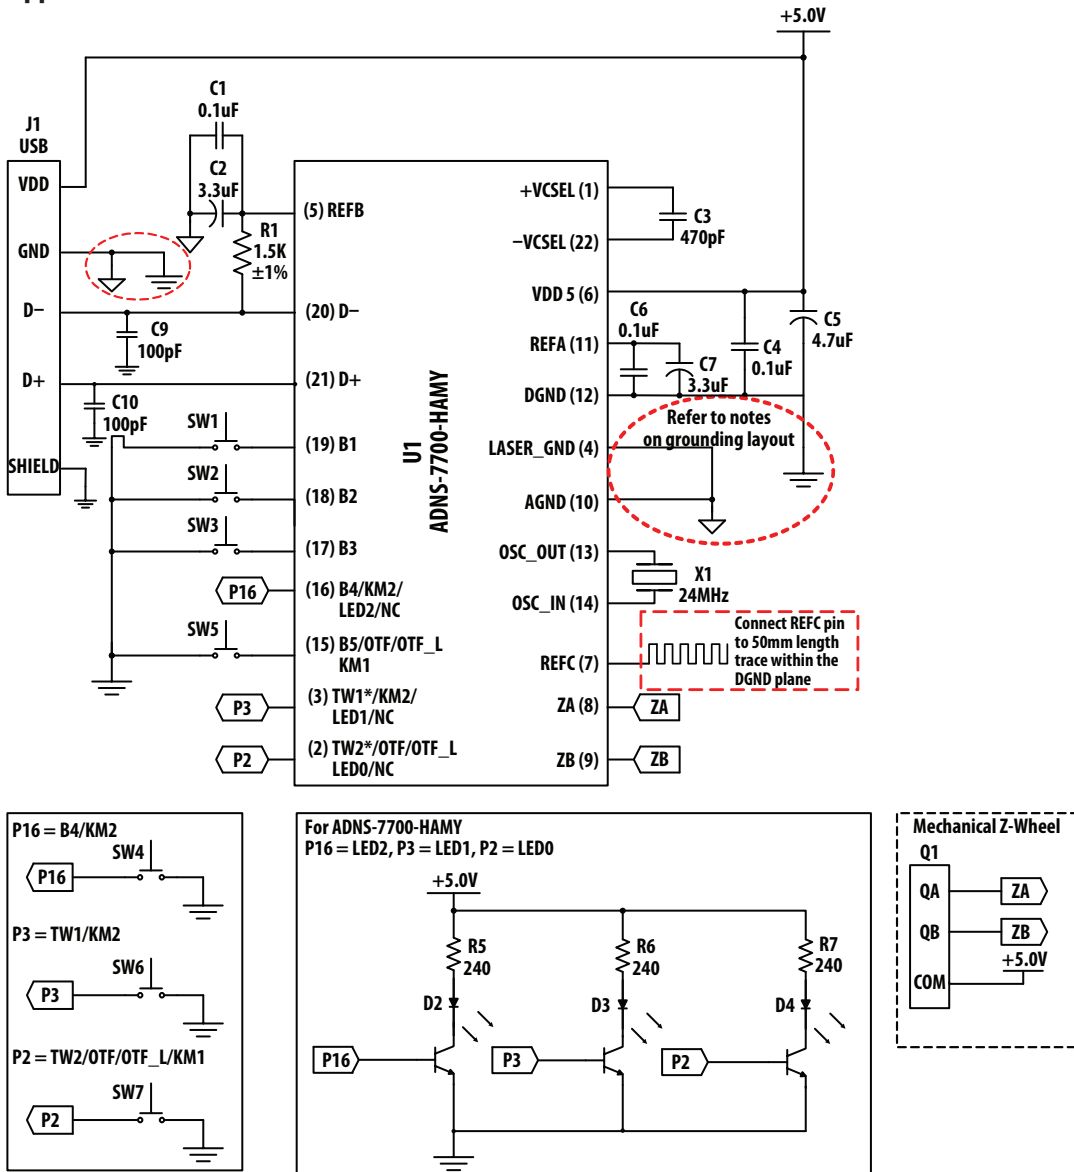 +5.0V
C1
0.1uF
J1
USB
C2
3.3uF
VDD
(5) REFB
+VCSEL (1)
C3
470pF
R1
1.5K
±1%
GND
−VCSEL (22)
VDD 5 (6)
D−
(20) D−
C6
0.1uF
C5
4.7uF
C9
100pF
REFA (11)
C4
0.1uF
C7
3.3uF
D+
(21) D+
DGND (12)
C10
100pF
Refer to notes
on grounding layout
SW1
(19) B1
U1
ADNS-7700-HAMY
LASER_GND (4)
SHIELD
SW2
(18) B2
AGND (10)
SW3
(17) B3
OSC_OUT (13)
X1
24MHz
P16
(16) B4/KM2/
LED2/NC
OSC_IN (14)
SW5
(15) B5/OTF/OTF_L
KM1
REFC (7)
Connect REFC pin
to 50mm length
trace within the
DGND plane
P3
(3) TW1*/KM2/
LED1/NC
ZA (8)
ZA
P2
(2) TW2*/OTF/OTF_L
LED0/NC
ZB (9)
ZB
P16 = B4/KM2
SW4
P16
P3 = TW1/KM2
SW6
P3
P2 = TW2/OTF/OTF_L/KM1
SW7
P2
For ADNS-7700-HAMY
P16 = LED2, P3 = LED1, P2 = LED0
+5.0V
R5
240
R6
240
R7
240
D2
D3
D4
P16
P3
P2
Mechanical Z-Wheel
Q1
QA
ZA
QB
ZB
+5.0V
COM